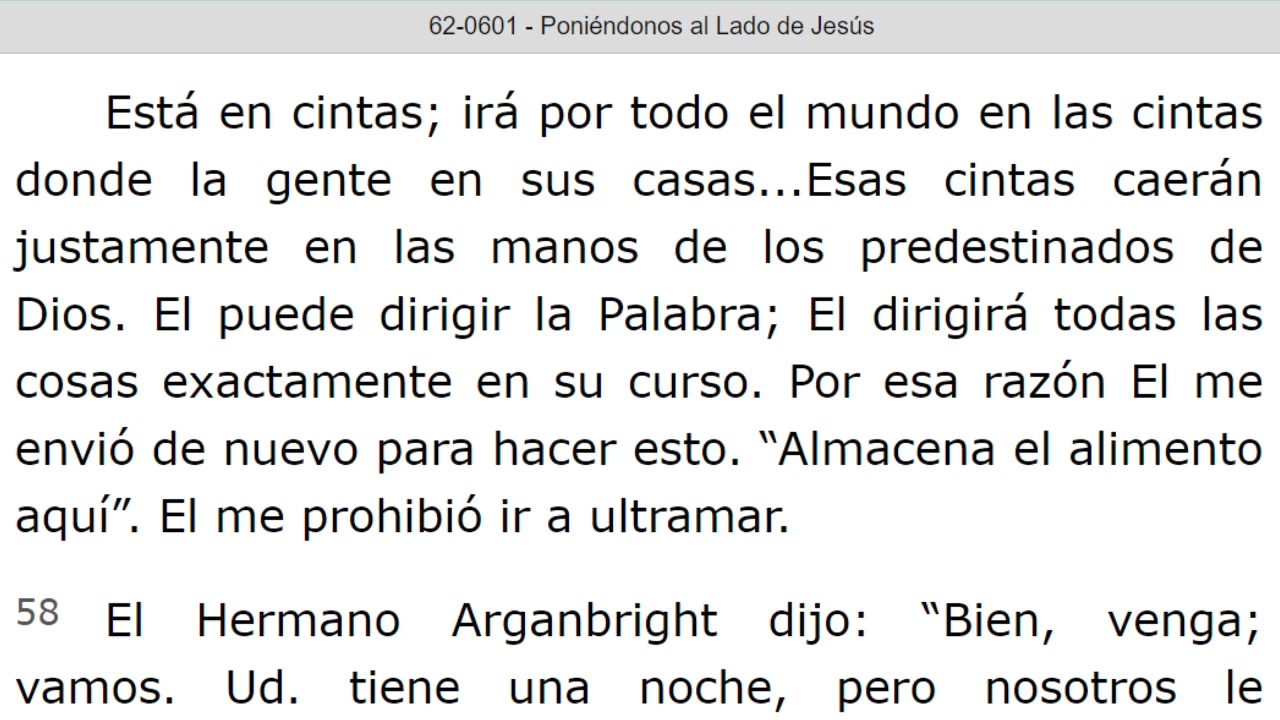 62-0601 - Poniéndonos al Lado de Jesús
Está en cintas; irá por todo el mundo en las cintas
donde la gente en sus casas...Esas cintas caerán
justamente en las manos de los predestinados de
Dios. El puede dirigir la Palabra; El dirigirá todas las
cosas exactamente en su curso. Por esa razón El me
envió de nuevo para hacer esto. “Almacena el alimento
aquí”. El me prohibió ir a ultramar.
58 El Hermano Arganbright dijo: “Bien, venga;
vamos. Ud. tiene una noche, pero nosotros le